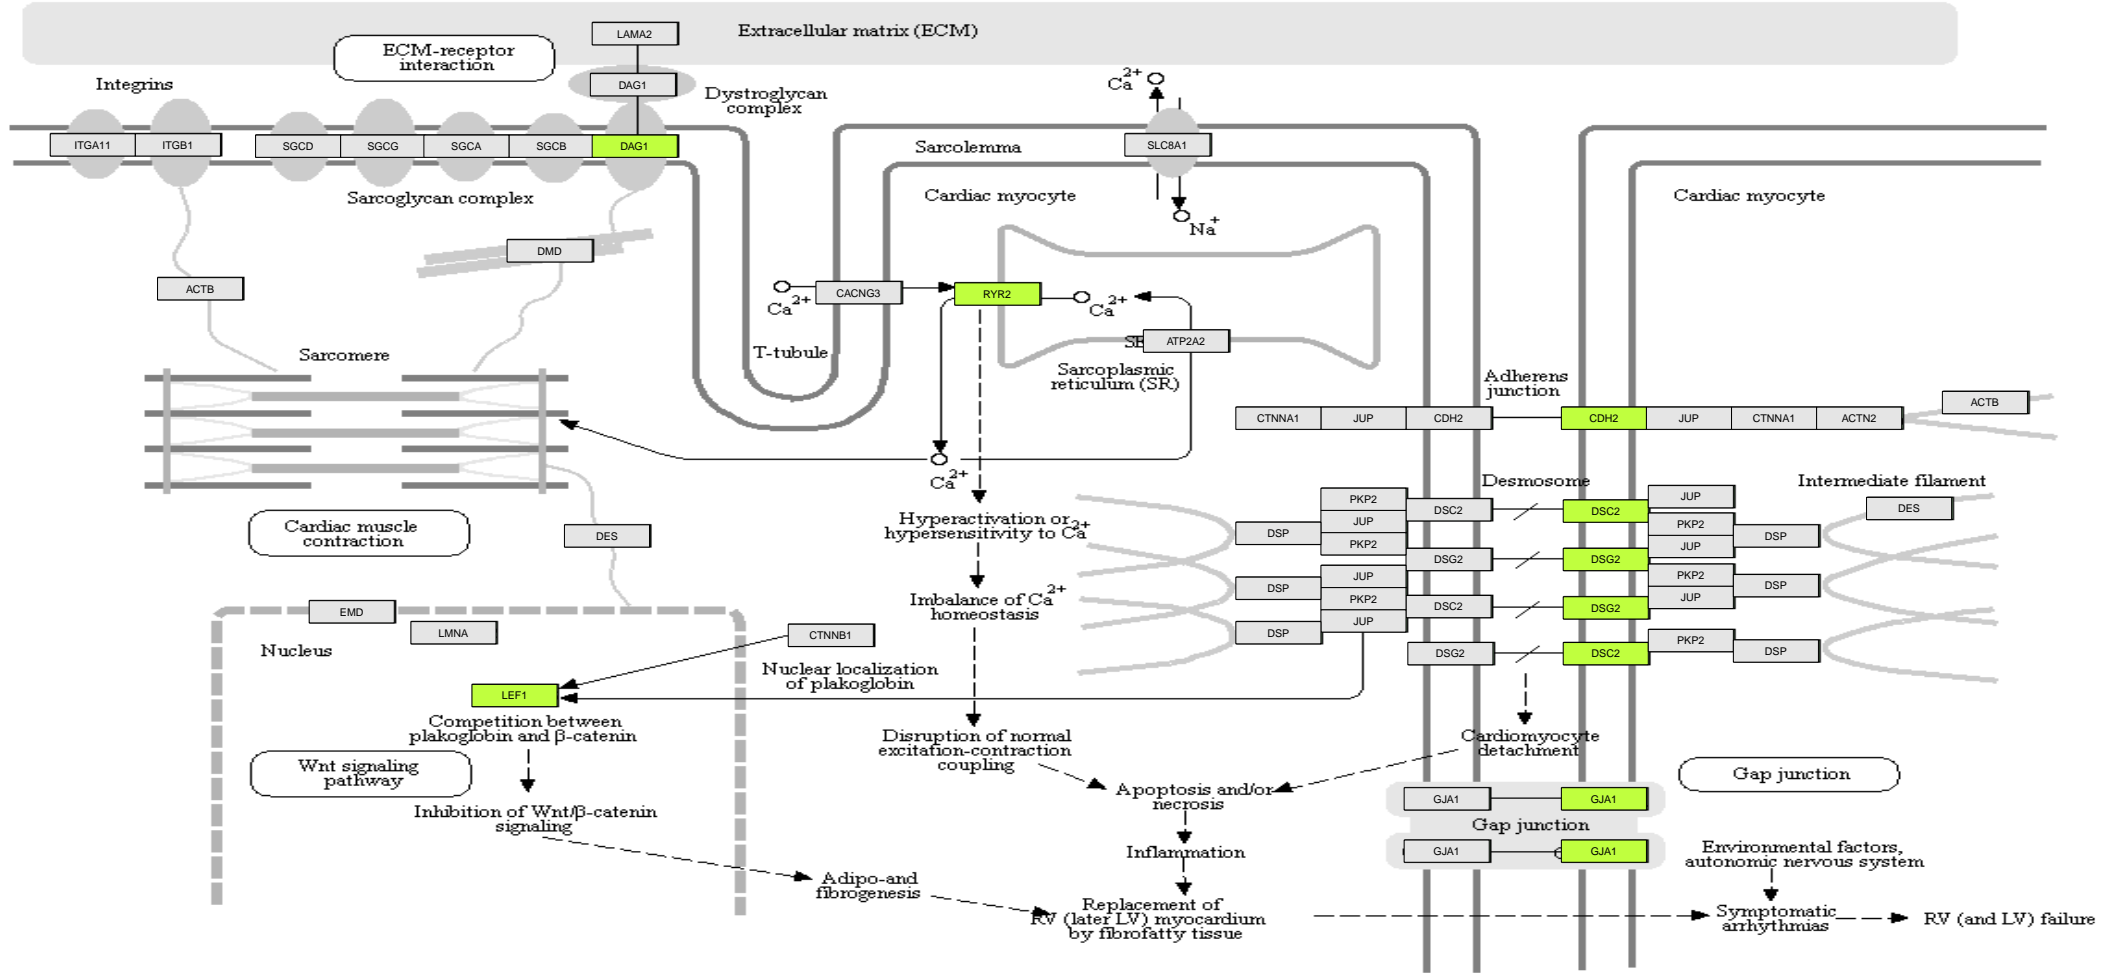 LAMA2
Extracellular matrix (ECM)
ECM-receptor
interaction
Integrins
DAG1
Dystroglycan
complex
Ca2+
ITGA11
ITGB1
SGCD
SGCG
SGCA
SGCB
DAG1
Sarcolemma
SLC8A1
Sarcoglycan complex
Cardiac myocyte
Cardiac myocyte
Na+
DMD
ACTB
Ca2+
CACNG3
RYR2
Ca2+
Sarcomere
T-tubule
ATP2A2
Sarcoplasmic
reticulum (SR)
Adherens
junction
CTNNA1
JUP
CDH2
CDH2
JUP
CTNNA1
ACTN2
ACTB
Ca2+
Desmosome
Intermediate filament
Cardiac muscle
contraction
DES
Hyperactivation or
hypersensitivity to Ca2+
Imbalance of Ca2+
homeostasis
DSP
DSP
DSP
PKP2
JUP
PKP2
JUP
PKP2
JUP
DSC2
DSG2
DSC2
DSG2
DSC2
DSG2
DSG2
DSC2
JUP
PKP2
JUP
PKP2
JUP
PKP2
DSP
DSP
DSP
DES
EMD
LMNA
Nucleus
CTNNB1
Nuclear localization
of plakoglobin
LEF1
Competition between
plakoglobin and β-catenin
Wnt signaling
pathway
Inhibition of Wnt/β-catenin
signaling
Disruption of normal
excitation-contraction
coupling
Cardiomyocyte
detachment
Apoptosis and/or
necrosis
GJA1
GJA1
Gap junction
Gap junction
GJA1
GJA1
Inflammation
Environmental factors,
autonomic nervous system
Adipo-and
fibrogenesis
Replacement of
RV (later LV) myocardium
by fibrofatty tissue
Symptomatic
arrhythmias
RV (and LV) failure